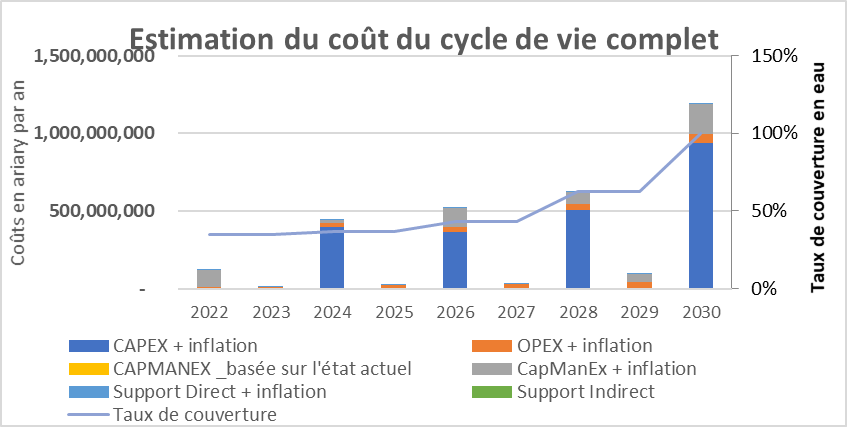 Estimation du coût du cycle de vie complet
1,500,000,000
1,000,000,000
500,000,000
-
Coûts en ariary par an
150%
100%
50%
0%
Taux de couverture en eau
2022 2023 2024 2025 2026 2027 2028 2029 2030
CAPEX + inflation
OPEX + inflation
CAPMANEX _basée sur l'état actuel
CapManEx + inflation
Support Direct + inflation
Support Indirect
Taux de couverture